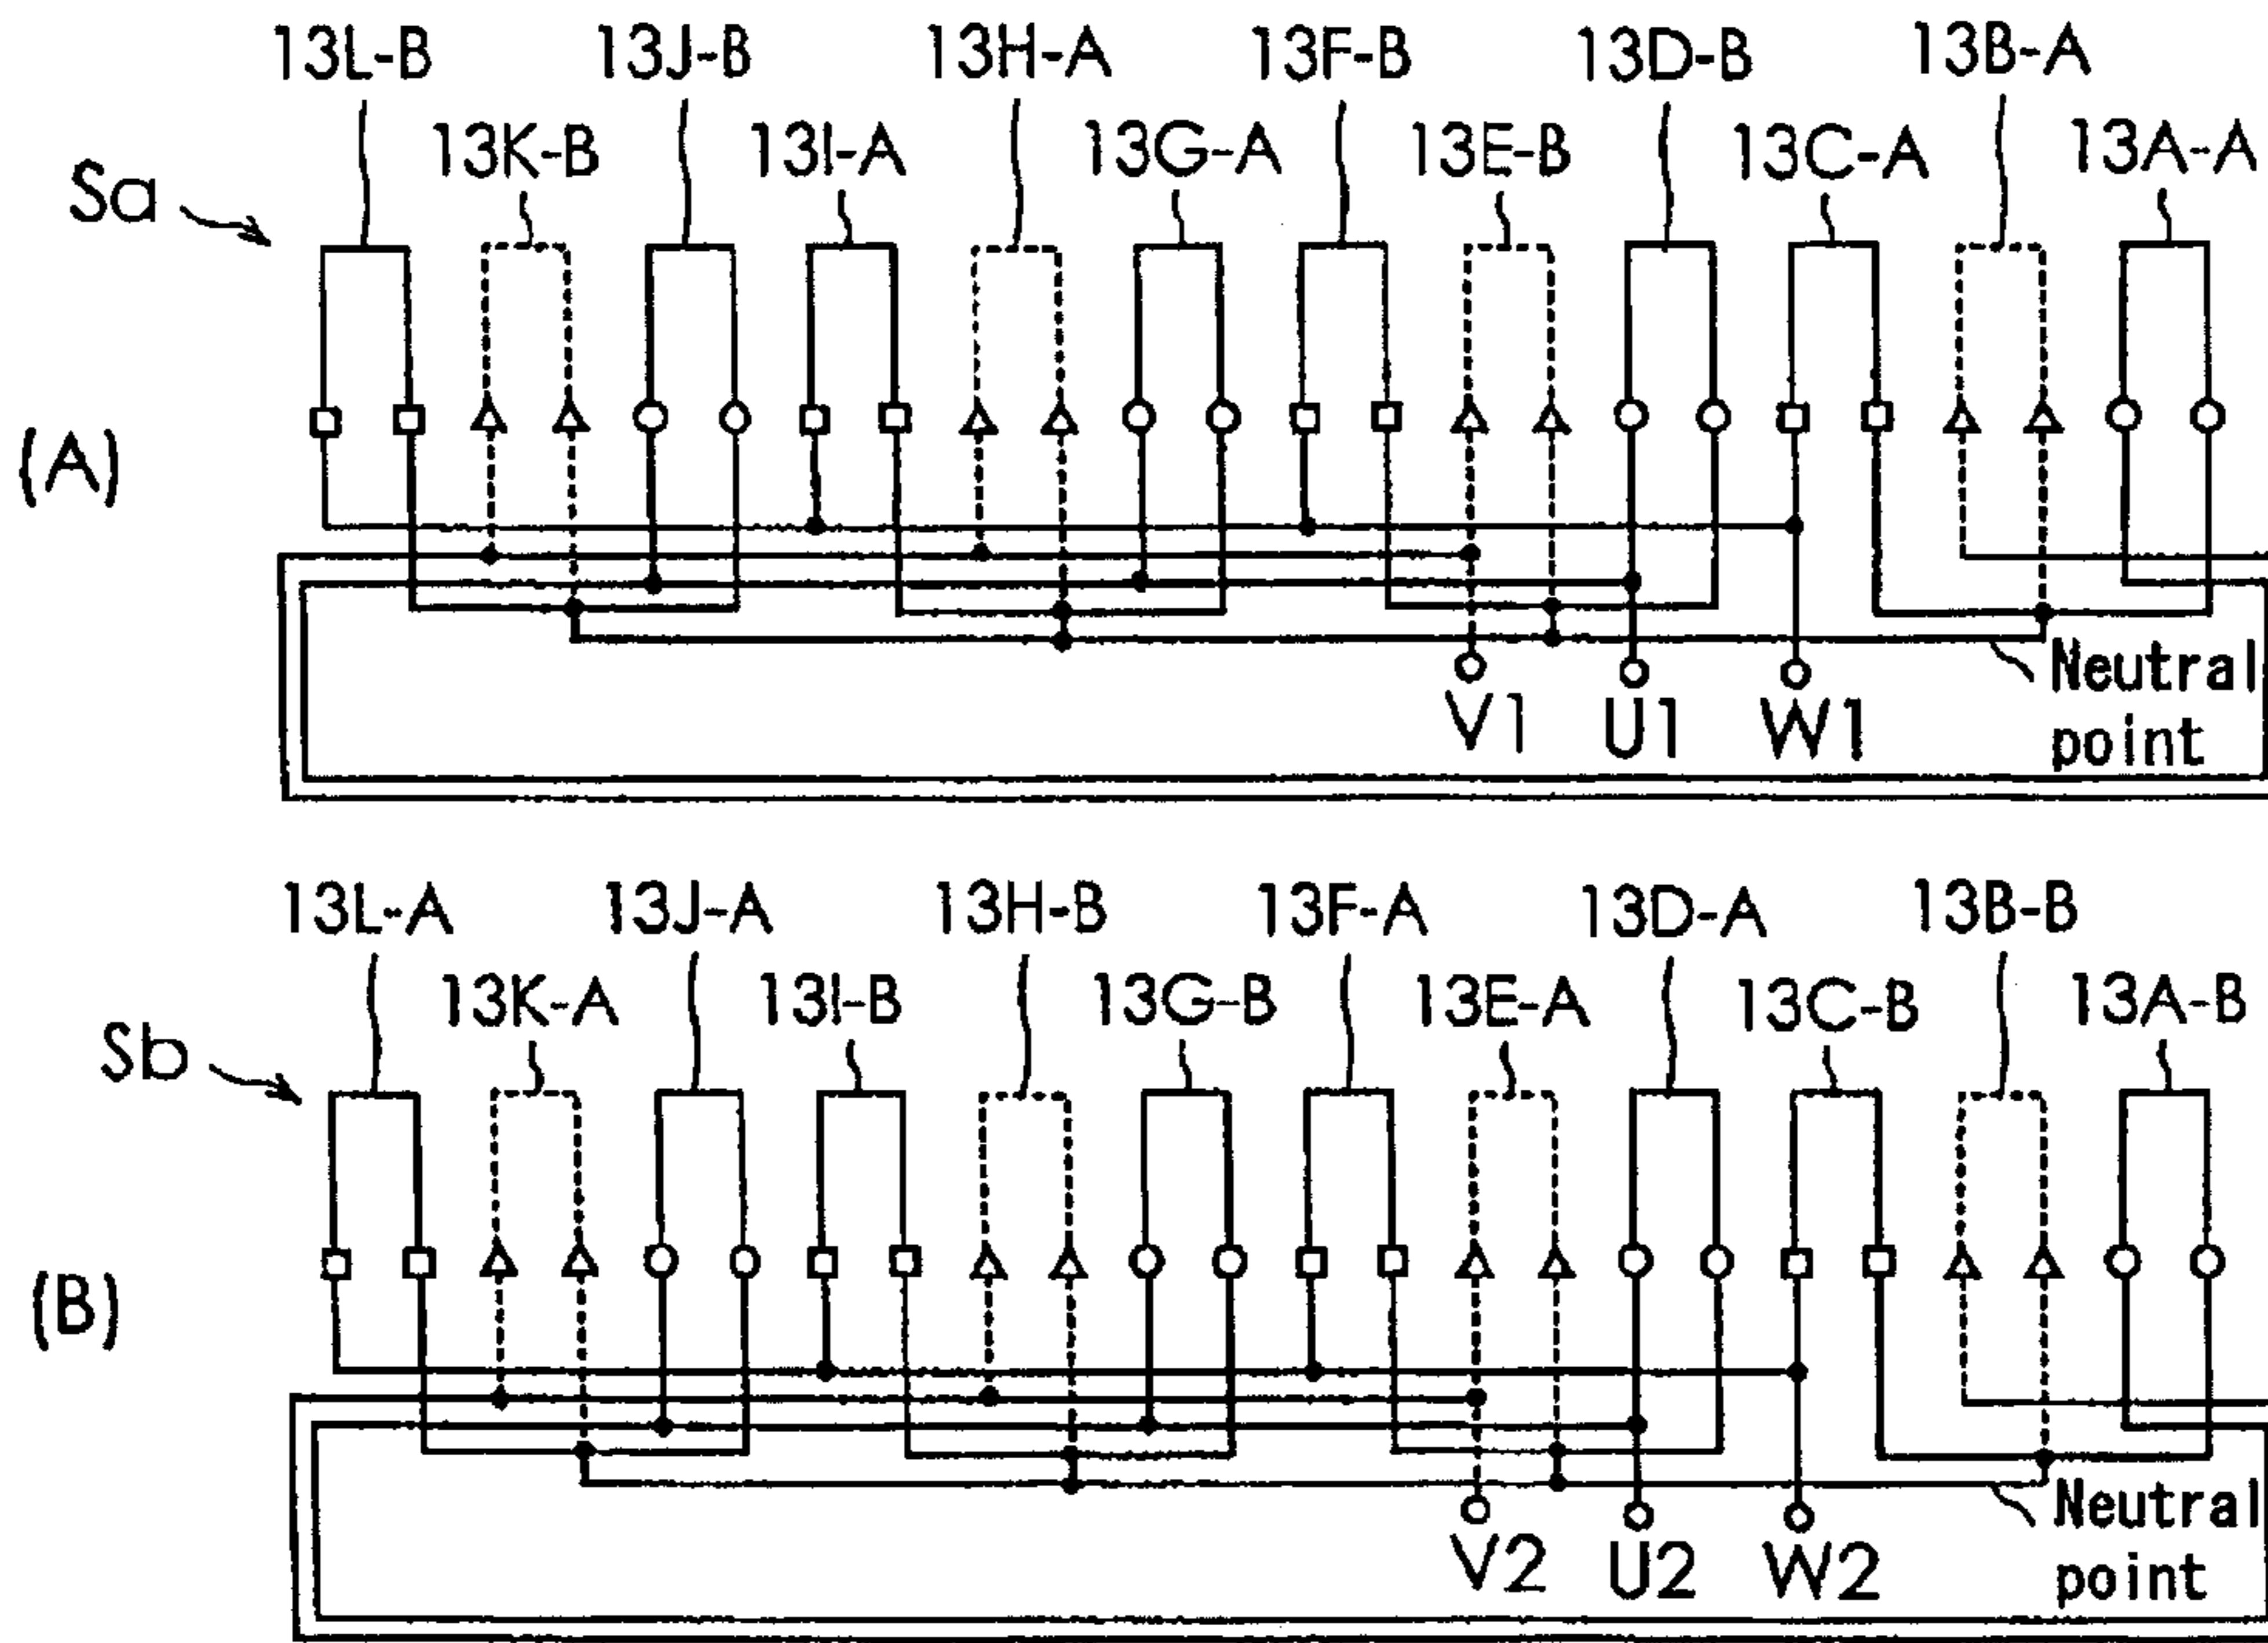 13L-B 13J-B 13H-A 13F-B 13D-B 13B-A
13K-B 13I-A 13G-A 13E-B 13C-A 13A-A
Sa
(A)
Neutral
point
V1 U1 W1
13L-A 13J-A 13H-B 13F-A 13D-A 13B-B
13K-A 13I-B 13G-B 13E-A 13C-B 13A-B
Sb
(B)
Neutral
point
V2 U2 W2